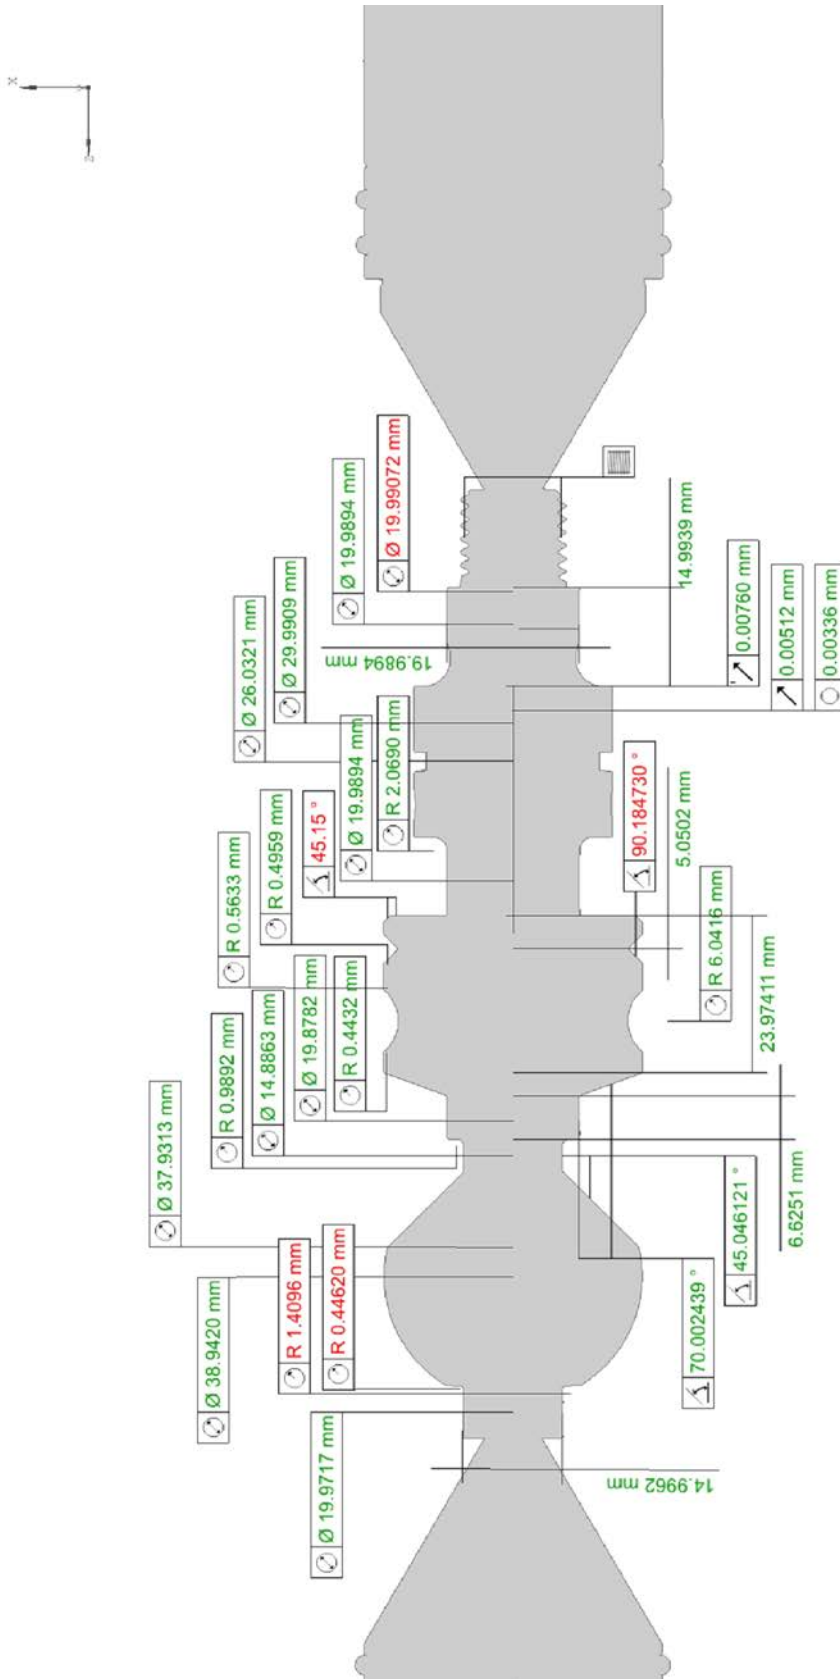 X
Z
Ø 19.99072 mm
Ø 19.9894 mm
Ø 29.9909 mm
Ø 26.0321 mm
19.9894 mm
14.9939 mm
0.00760 mm
0.00512 mm
0.00336 mm
R 2.0690 mm
Ø 19.9894 mm
45.15 °
R 0.4959 mm
R 0.5633 mm
90.184730 °
5.0502 mm
R 6.0416 mm
23.97411 mm
R 0.4432 mm
Ø 19.8782 mm
Ø 14.8863 mm
R 0.9892 mm
Ø 37.9313 mm
6.6251 mm
45.046121 °
70.002439 °
R 0.44620 mm
R 1.4096 mm
Ø 38.9420 mm
Ø 19.9717 mm
14.9962 mm